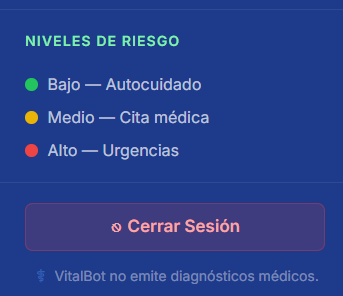 NIVELES DE RIESGO
Bajo — Autocuidado
Medio — Cita médica
Alto — Urgencias
Cerrar Sesión
VitalBot no emite diagnósticos médicos.